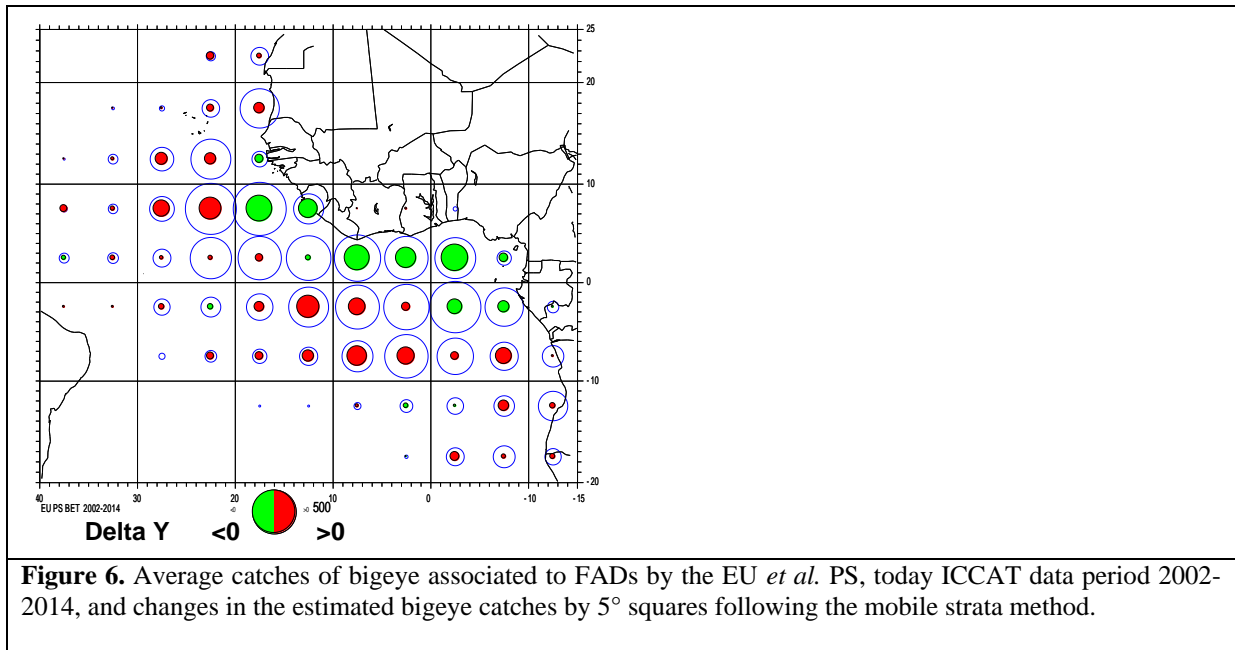 25
20
10
0
-10
-20
40 30 20 10 0 -10 -15
EU PS BET 2002-2014 <0 >0 500
Delta Y <0 >0
Figure 6. Average catches of bigeye associated to FADs by the EU et al. PS, today ICCAT data period 2002-
2014, and changes in the estimated bigeye catches by 5° squares following the mobile strata method.